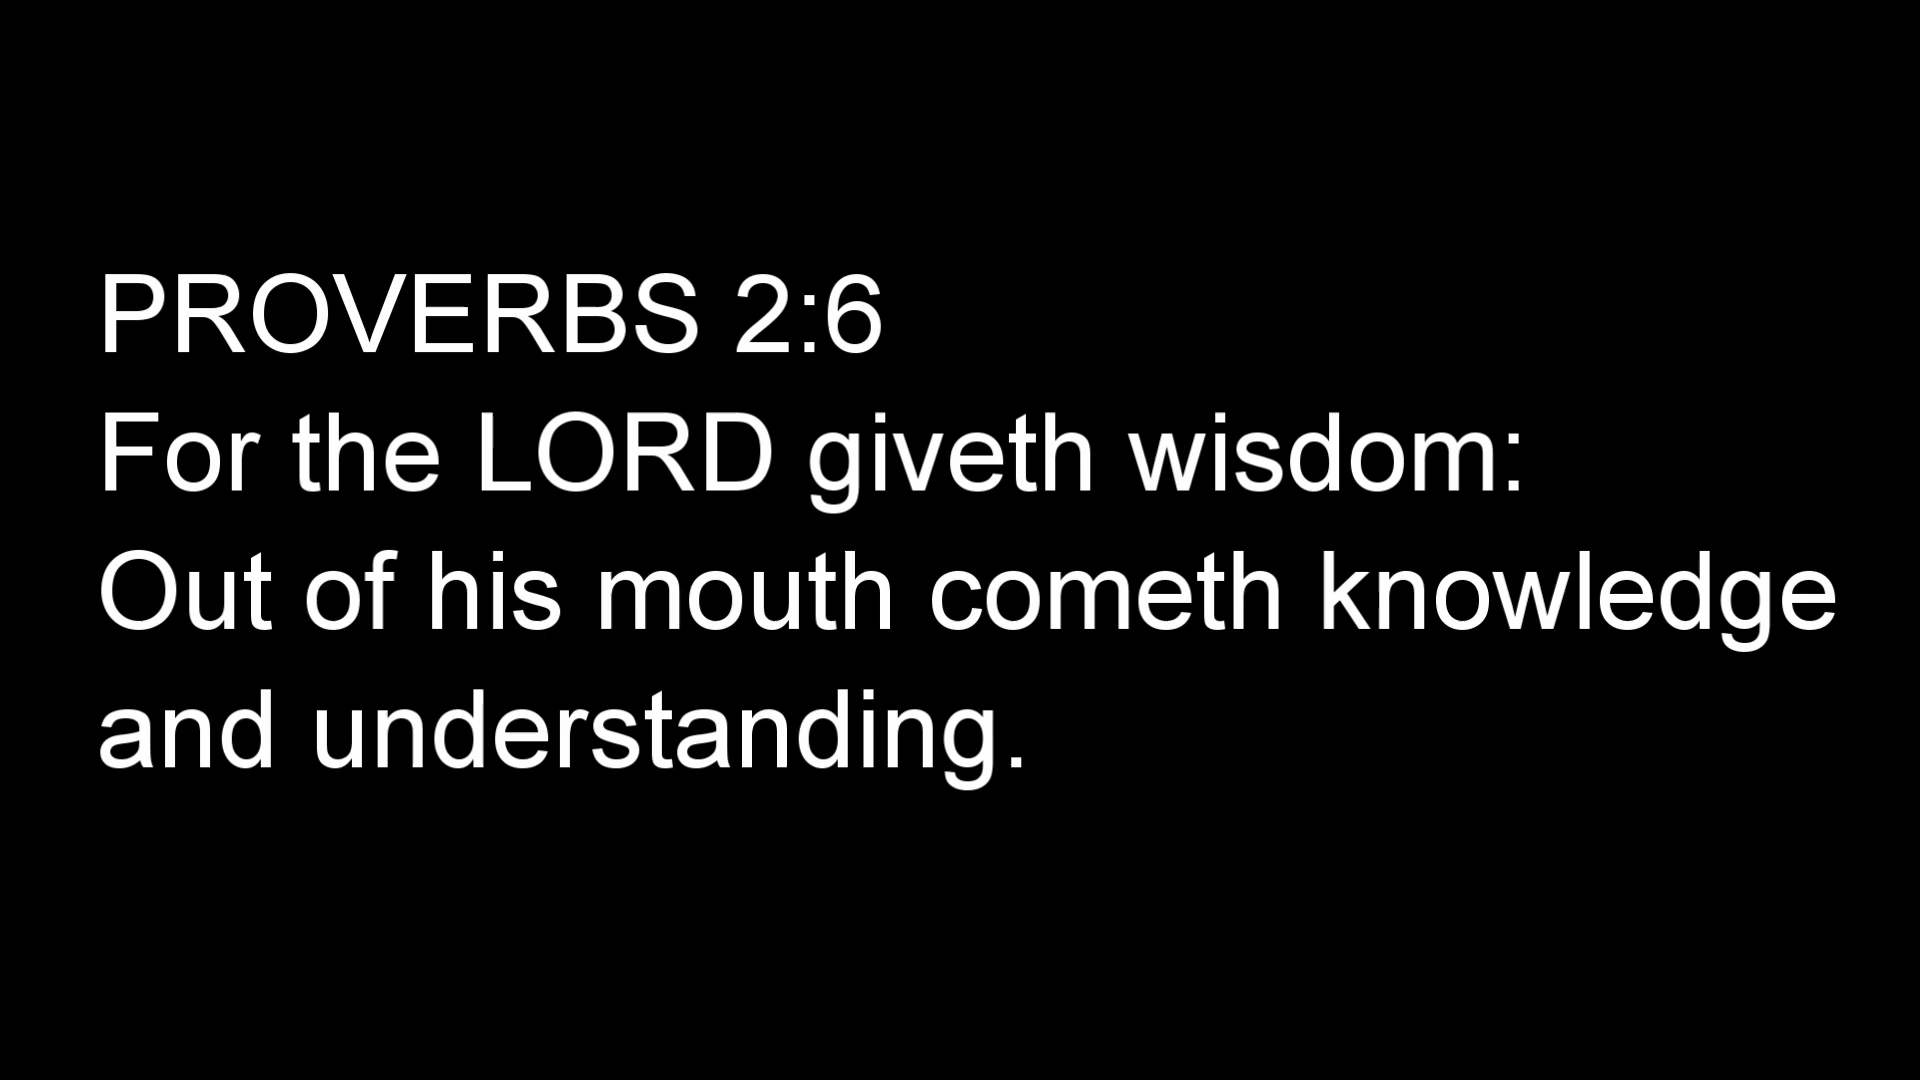 PROVERBS 2:6
For the LORD giveth wisdom:
Out of his mouth cometh knowledge
and understanding.